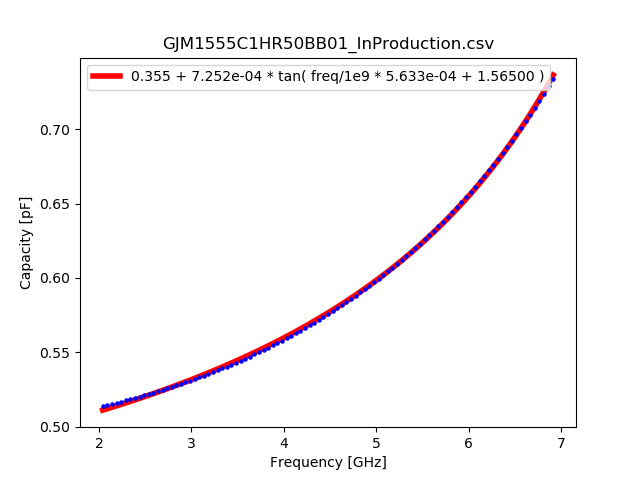 GJM1555C1HR50BB01_InProduction.csv
0.355 + 7.252e-04 * tan( freq/1e9 * 5.633e-04 + 1.56500 )
0.70
0.65
0.60
0.55
0.50
Capacity [pF]
2 3 4 5 6 7
Frequency [GHz]